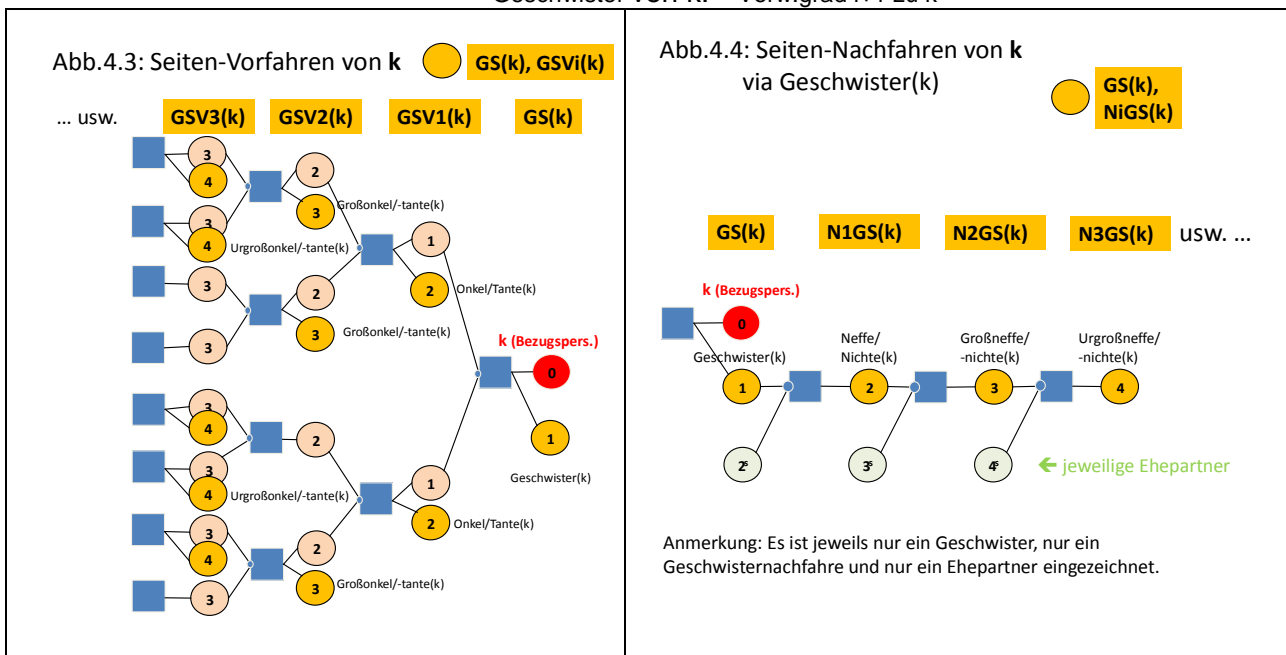 Geschwister von k: Verw.grad i+1 zu k
Abb.4.3: Seiten-Vorfahren von k
GS(k), GSVi(k)
... usw.
GSV3(k)
GSV2(k)
GSV1(k)
GS(k)
3
4
3
4
Urgroßonkel/-tante(k)
3
3
2
3
Großonkel/-tante(k)
2
3
Großonkel/-tante(k)
1
2
Onkel/Tante(k)
k (Bezugspers.)
0
1
Geschwister(k)
3
4
3
4
Urgroßonkel/-tante(k)
3
4
3
2
2
3
Großonkel/-tante(k)
1
2
Onkel/Tante(k)
Abb.4.4: Seiten-Nachfahren von k
via Geschwister(k)
GS(k),
NiGS(k)
GS(k)
N1GS(k)
N2GS(k)
N3GS(k)
usw. ...
k (Bezugspers.)
0
Geschwister(k)
1
Neffe/
Nichte(k)
2
Großneffe/
-nichte(k)
3
Urgroßneffe/
-nichte(k)
4
2s
3s
4s
← jeweilige Ehepartner
Anmerkung: Es ist jeweils nur ein Geschwister, nur ein
Geschwisternachfahre und nur ein Ehepartner eingezeichnet.